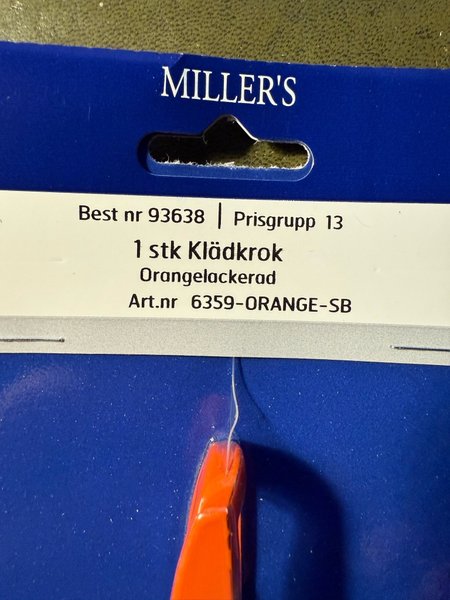 MILLER'S
Best nr 93638 | Prisgrupp 13
1 stk Klädkrok
Orangelackerad
Art.nr 6359-ORANGE-SB